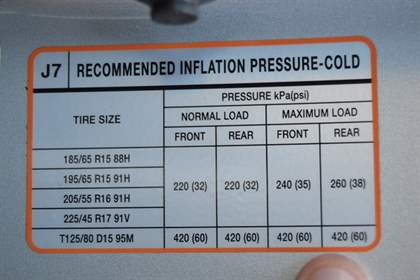 J7 RECOMMENDED INFLATION PRESSURE-COLD
TIRE SIZE
PRESSURE kPa(psi)
NORMAL LOAD MAXIMUM LOAD
FRONT REAR FRONT REAR
185/65 R15 88H
195/65 R15 91H
205/55 R16 91H
225/45 R17 91V
220 (32) 220 (32) 240 (35) 260 (38)
T125/80 D15 95M 420 (60) 420 (60) 420 (60) 420 (60)